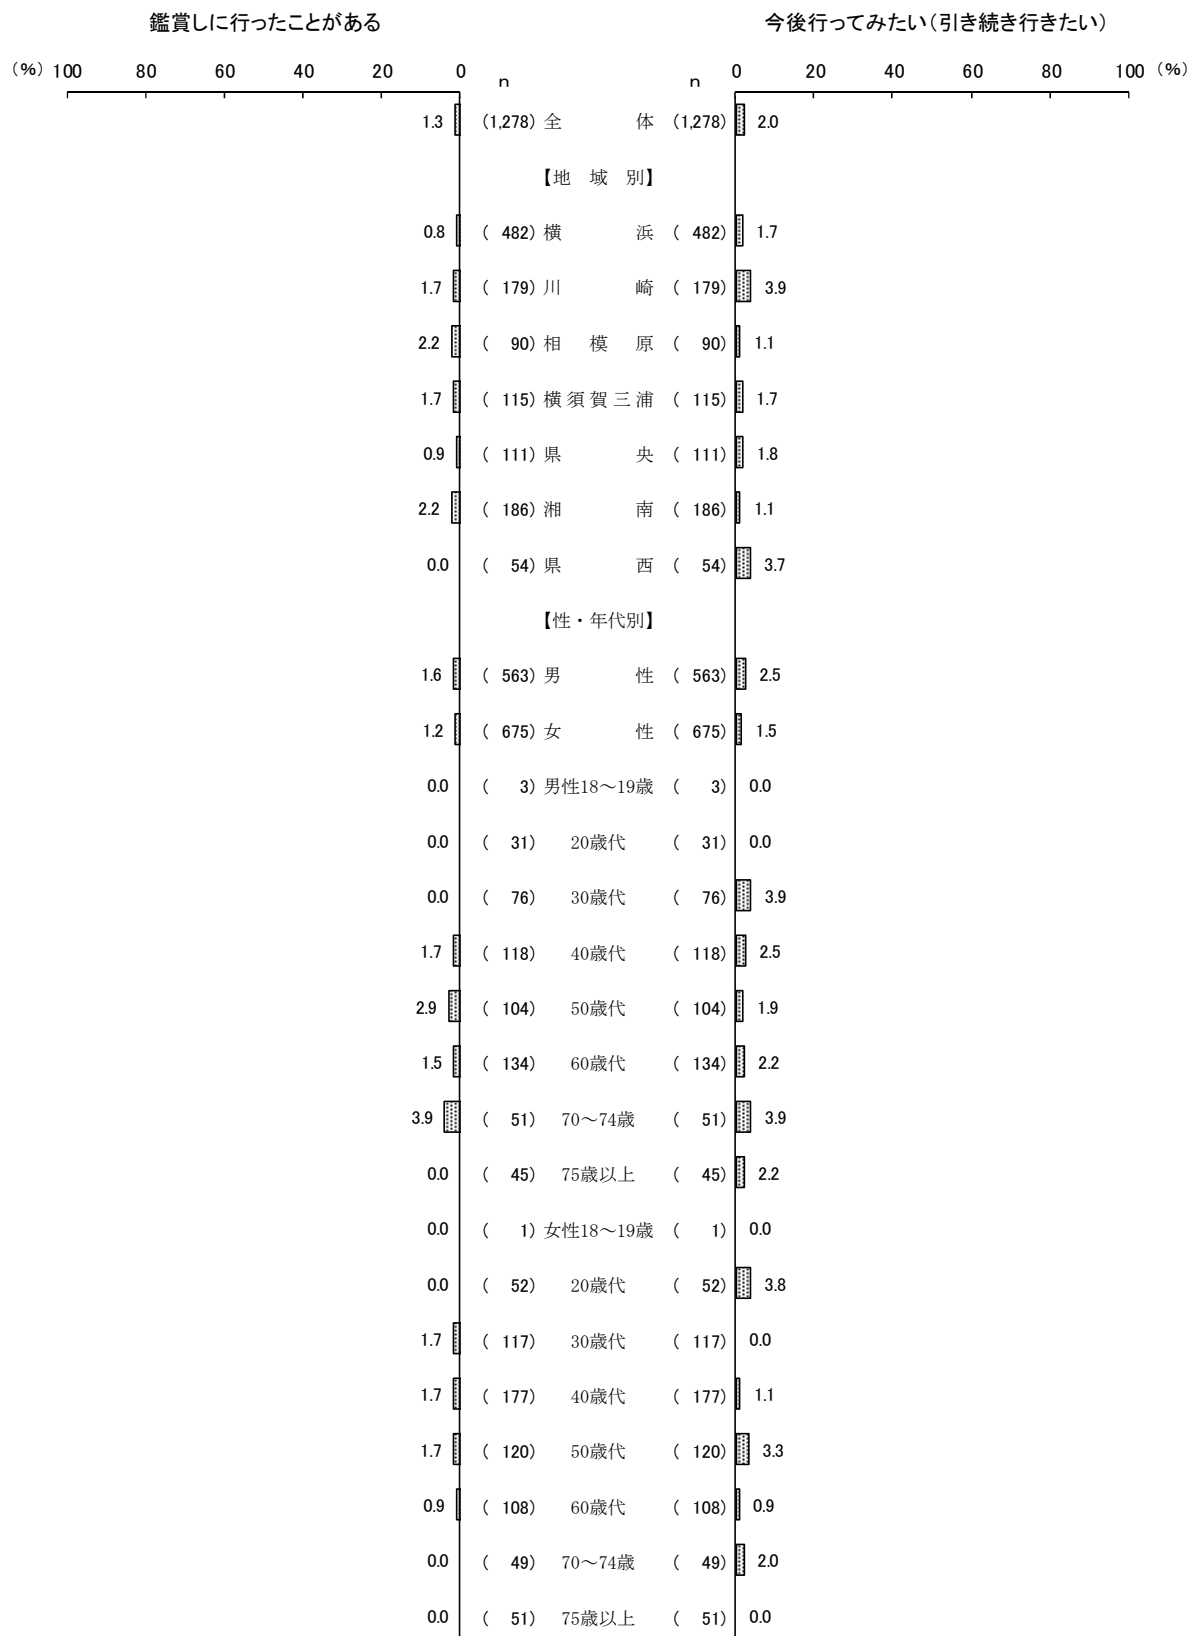 鑑賞しに行ったことがある 今後行ってみたい（引き続き行きたい）
（%） 100 80 60 40 20 0 n n 0 20 40 60 80 100 （%）
1.3 (1,278) 全 体 (1,278) 2.0
【地 域 別】
0.8 ( 482) 横 浜 ( 482) 1.7
1.7 ( 179) 川 崎 ( 179) 3.9
2.2 ( 90) 相 模 原 ( 90) 1.1
1.7 ( 115) 横須賀三浦 ( 115) 1.7
0.9 ( 111) 県 央 ( 111) 1.8
2.2 ( 186) 湘 南 ( 186) 1.1
0.0 ( 54) 県 西 ( 54) 3.7
【性・年代別】
1.6 ( 563) 男 性 ( 563) 2.5
1.2 ( 675) 女 性 ( 675) 1.5
0.0 ( 3) 男性18～19歳 ( 3) 0.0
0.0 ( 31) 20歳代 ( 31) 0.0
0.0 ( 76) 30歳代 ( 76) 3.9
1.7 ( 118) 40歳代 ( 118) 2.5
2.9 ( 104) 50歳代 ( 104) 1.9
1.5 ( 134) 60歳代 ( 134) 2.2
3.9 ( 51) 70～74歳 ( 51) 3.9
0.0 ( 45) 75歳以上 ( 45) 2.2
0.0 ( 1) 女性18～19歳 ( 1) 0.0
0.0 ( 52) 20歳代 ( 52) 3.8
1.7 ( 117) 30歳代 ( 117) 0.0
1.7 ( 177) 40歳代 ( 177) 1.1
1.7 ( 120) 50歳代 ( 120) 3.3
0.9 ( 108) 60歳代 ( 108) 0.9
0.0 ( 49) 70～74歳 ( 49) 2.0
0.0 ( 51) 75歳以上 ( 51) 0.0